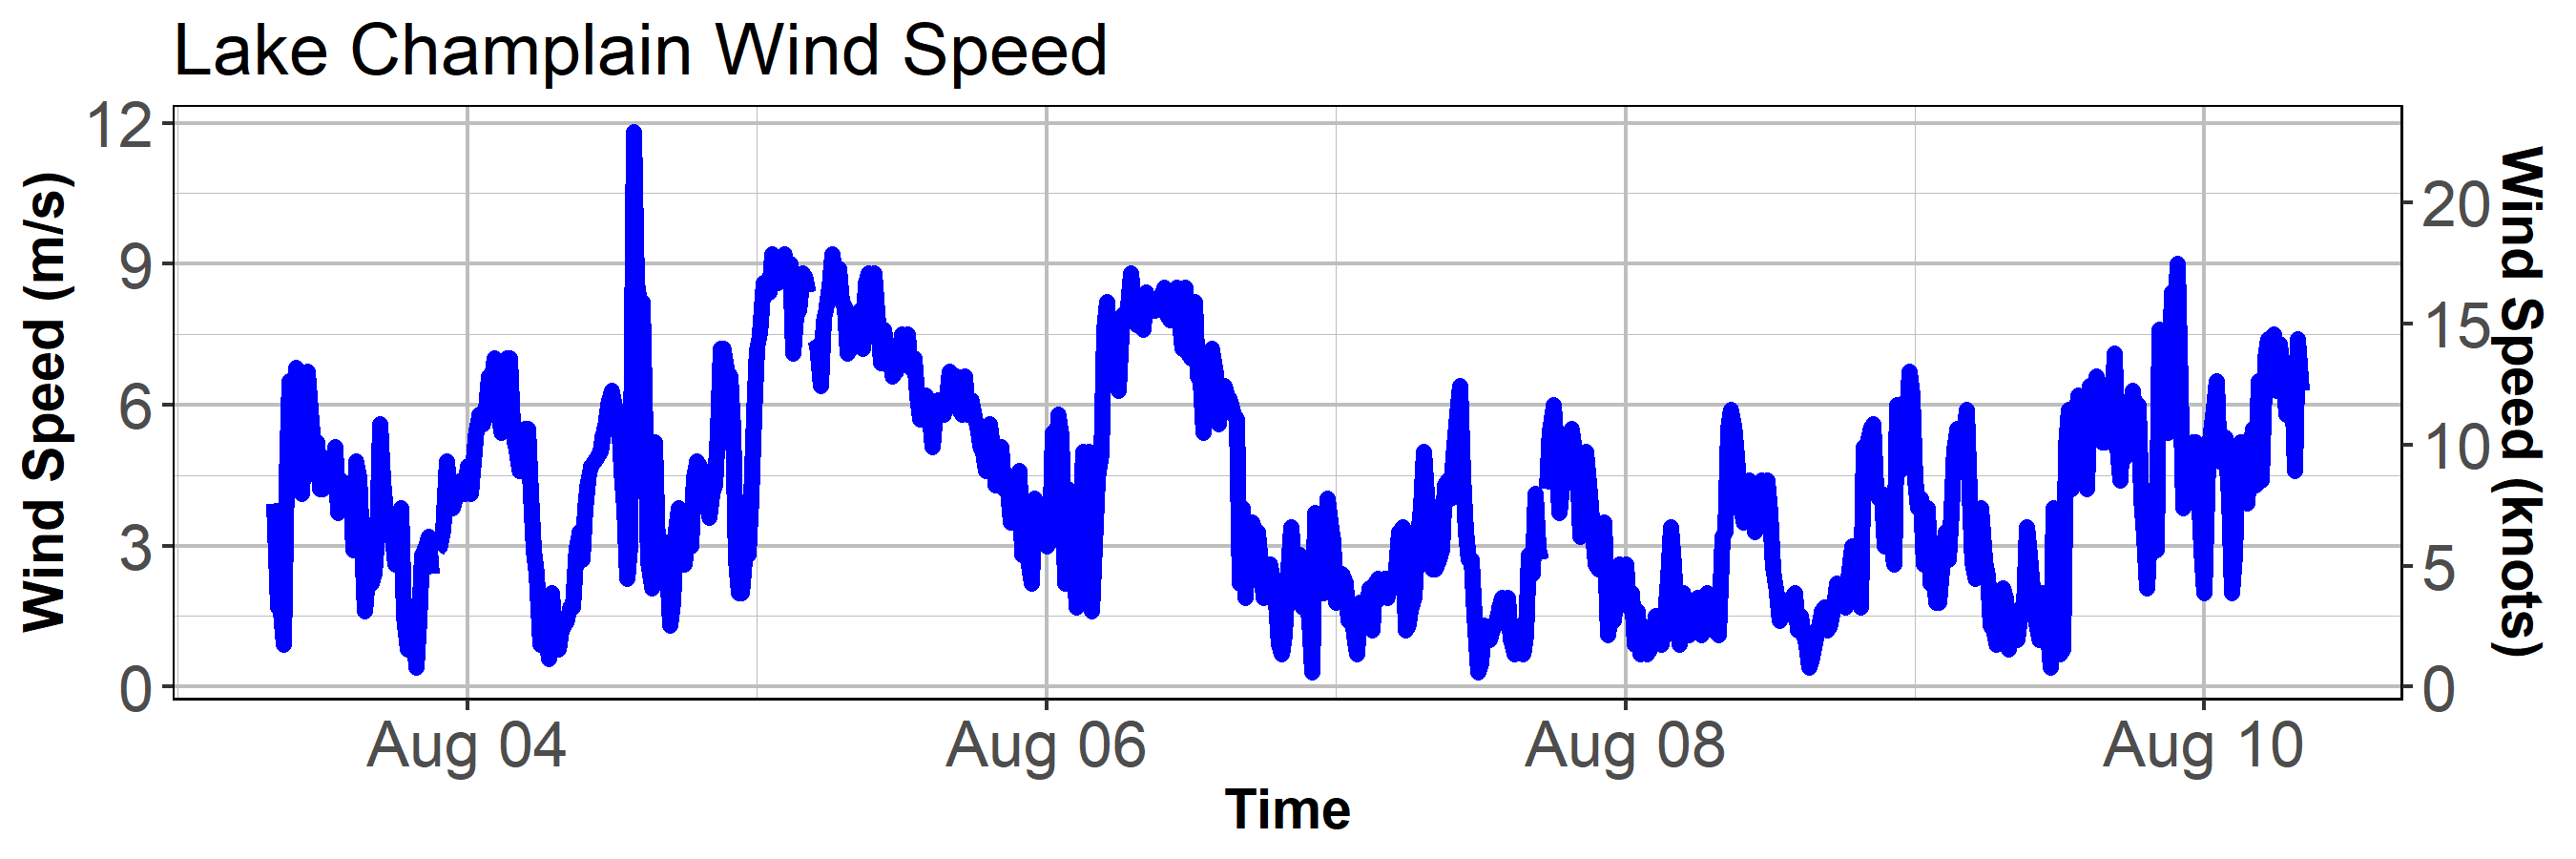 Lake Champlain Wind Speed
12
9
6
3
0
Wind Speed (m/s)
20
15
10
5
0
Wind Speed (knots)
Aug 04 Aug 06 Aug 08 Aug 10
Time